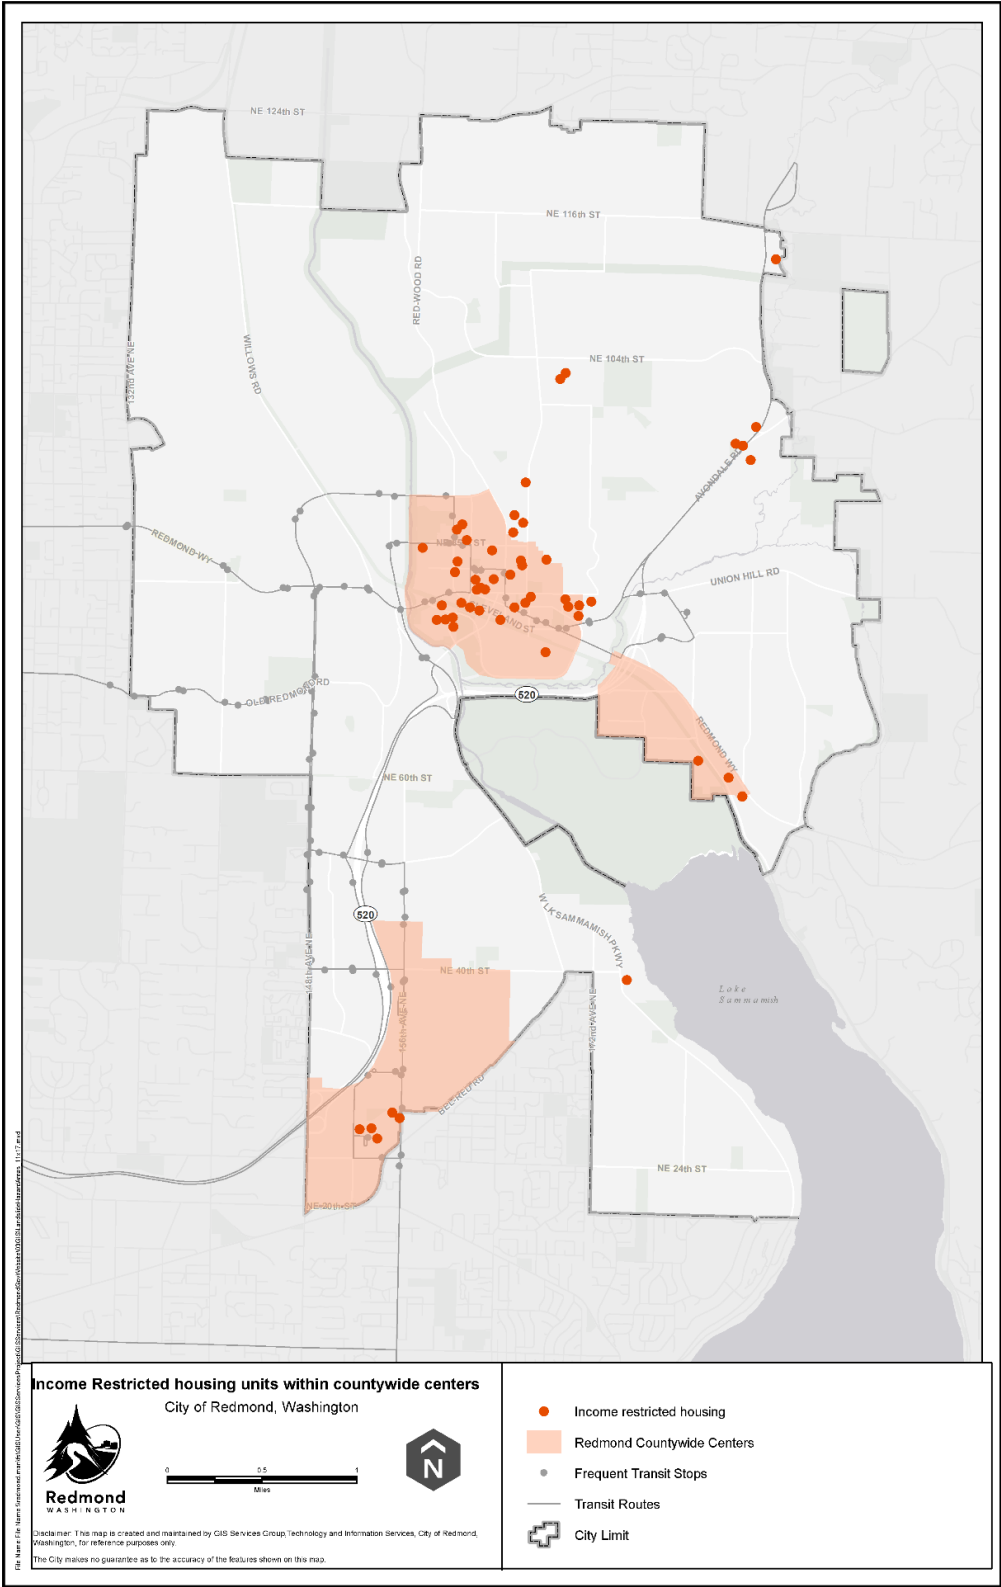 NE 124th ST
NE 116th ST
RED-WOOD RD
132nd AVE NE
WILLOWS RD
NE 104th ST
AVONDALE RD
REDMOND WY
UNION HILL RD
CLEVELAND ST
OLD REDMOND RD
520
REDMOND WY
NE 60th ST
520
W LK SAMMAMISH PKWY
148th AVE NE
NE 40th ST
156th AVE NE
Lake
Sammamish
BEL-RED RD
NE 24th ST
Income Restricted housing units within countywide centers
City of Redmond, Washington
0 0.5 1
Miles
N
Redmond
WASHINGTON
Disclaimer: This map is created and maintained by GIS Services Group,Technology and Information Services, City of Redmond,
Washington, for reference purposes only.
The City makes no guarantee as to the accuracy of the features shown on this map.
Income restricted housing
Redmond Countywide Centers
Frequent Transit Stops
Transit Routes
City Limit